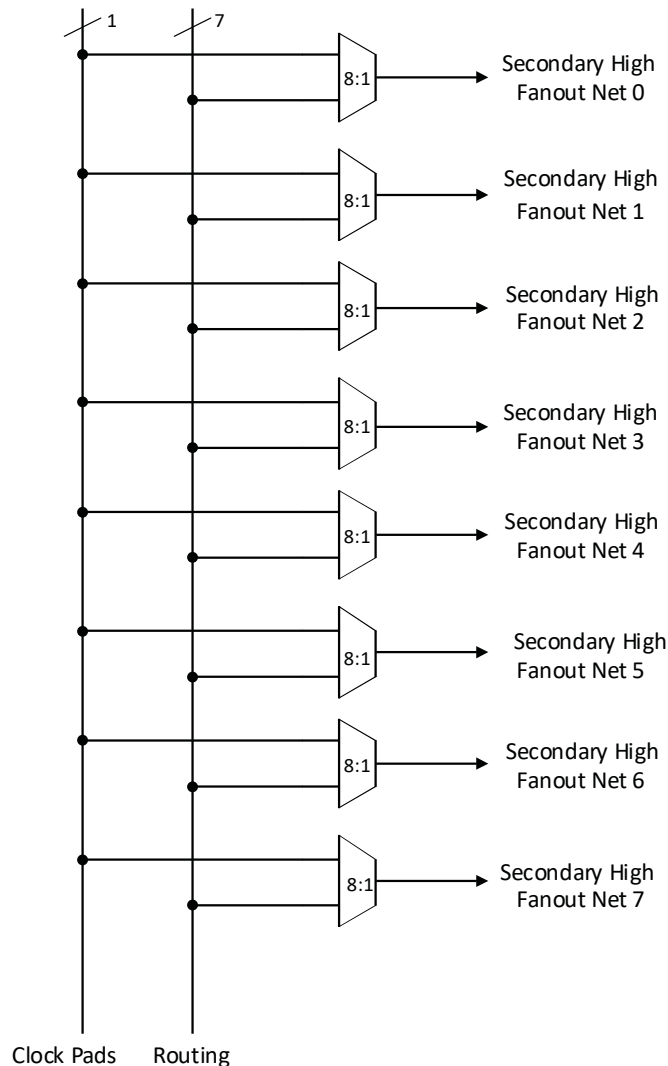 1
7
8:1
Secondary High
Fanout Net 0
8:1
Secondary High
Fanout Net 1
8:1
Secondary High
Fanout Net 2
8:1
Secondary High
Fanout Net 3
8:1
Secondary High
Fanout Net 4
8:1
Secondary High
Fanout Net 5
8:1
Secondary High
Fanout Net 6
8:1
Secondary High
Fanout Net 7
Clock Pads
Routing